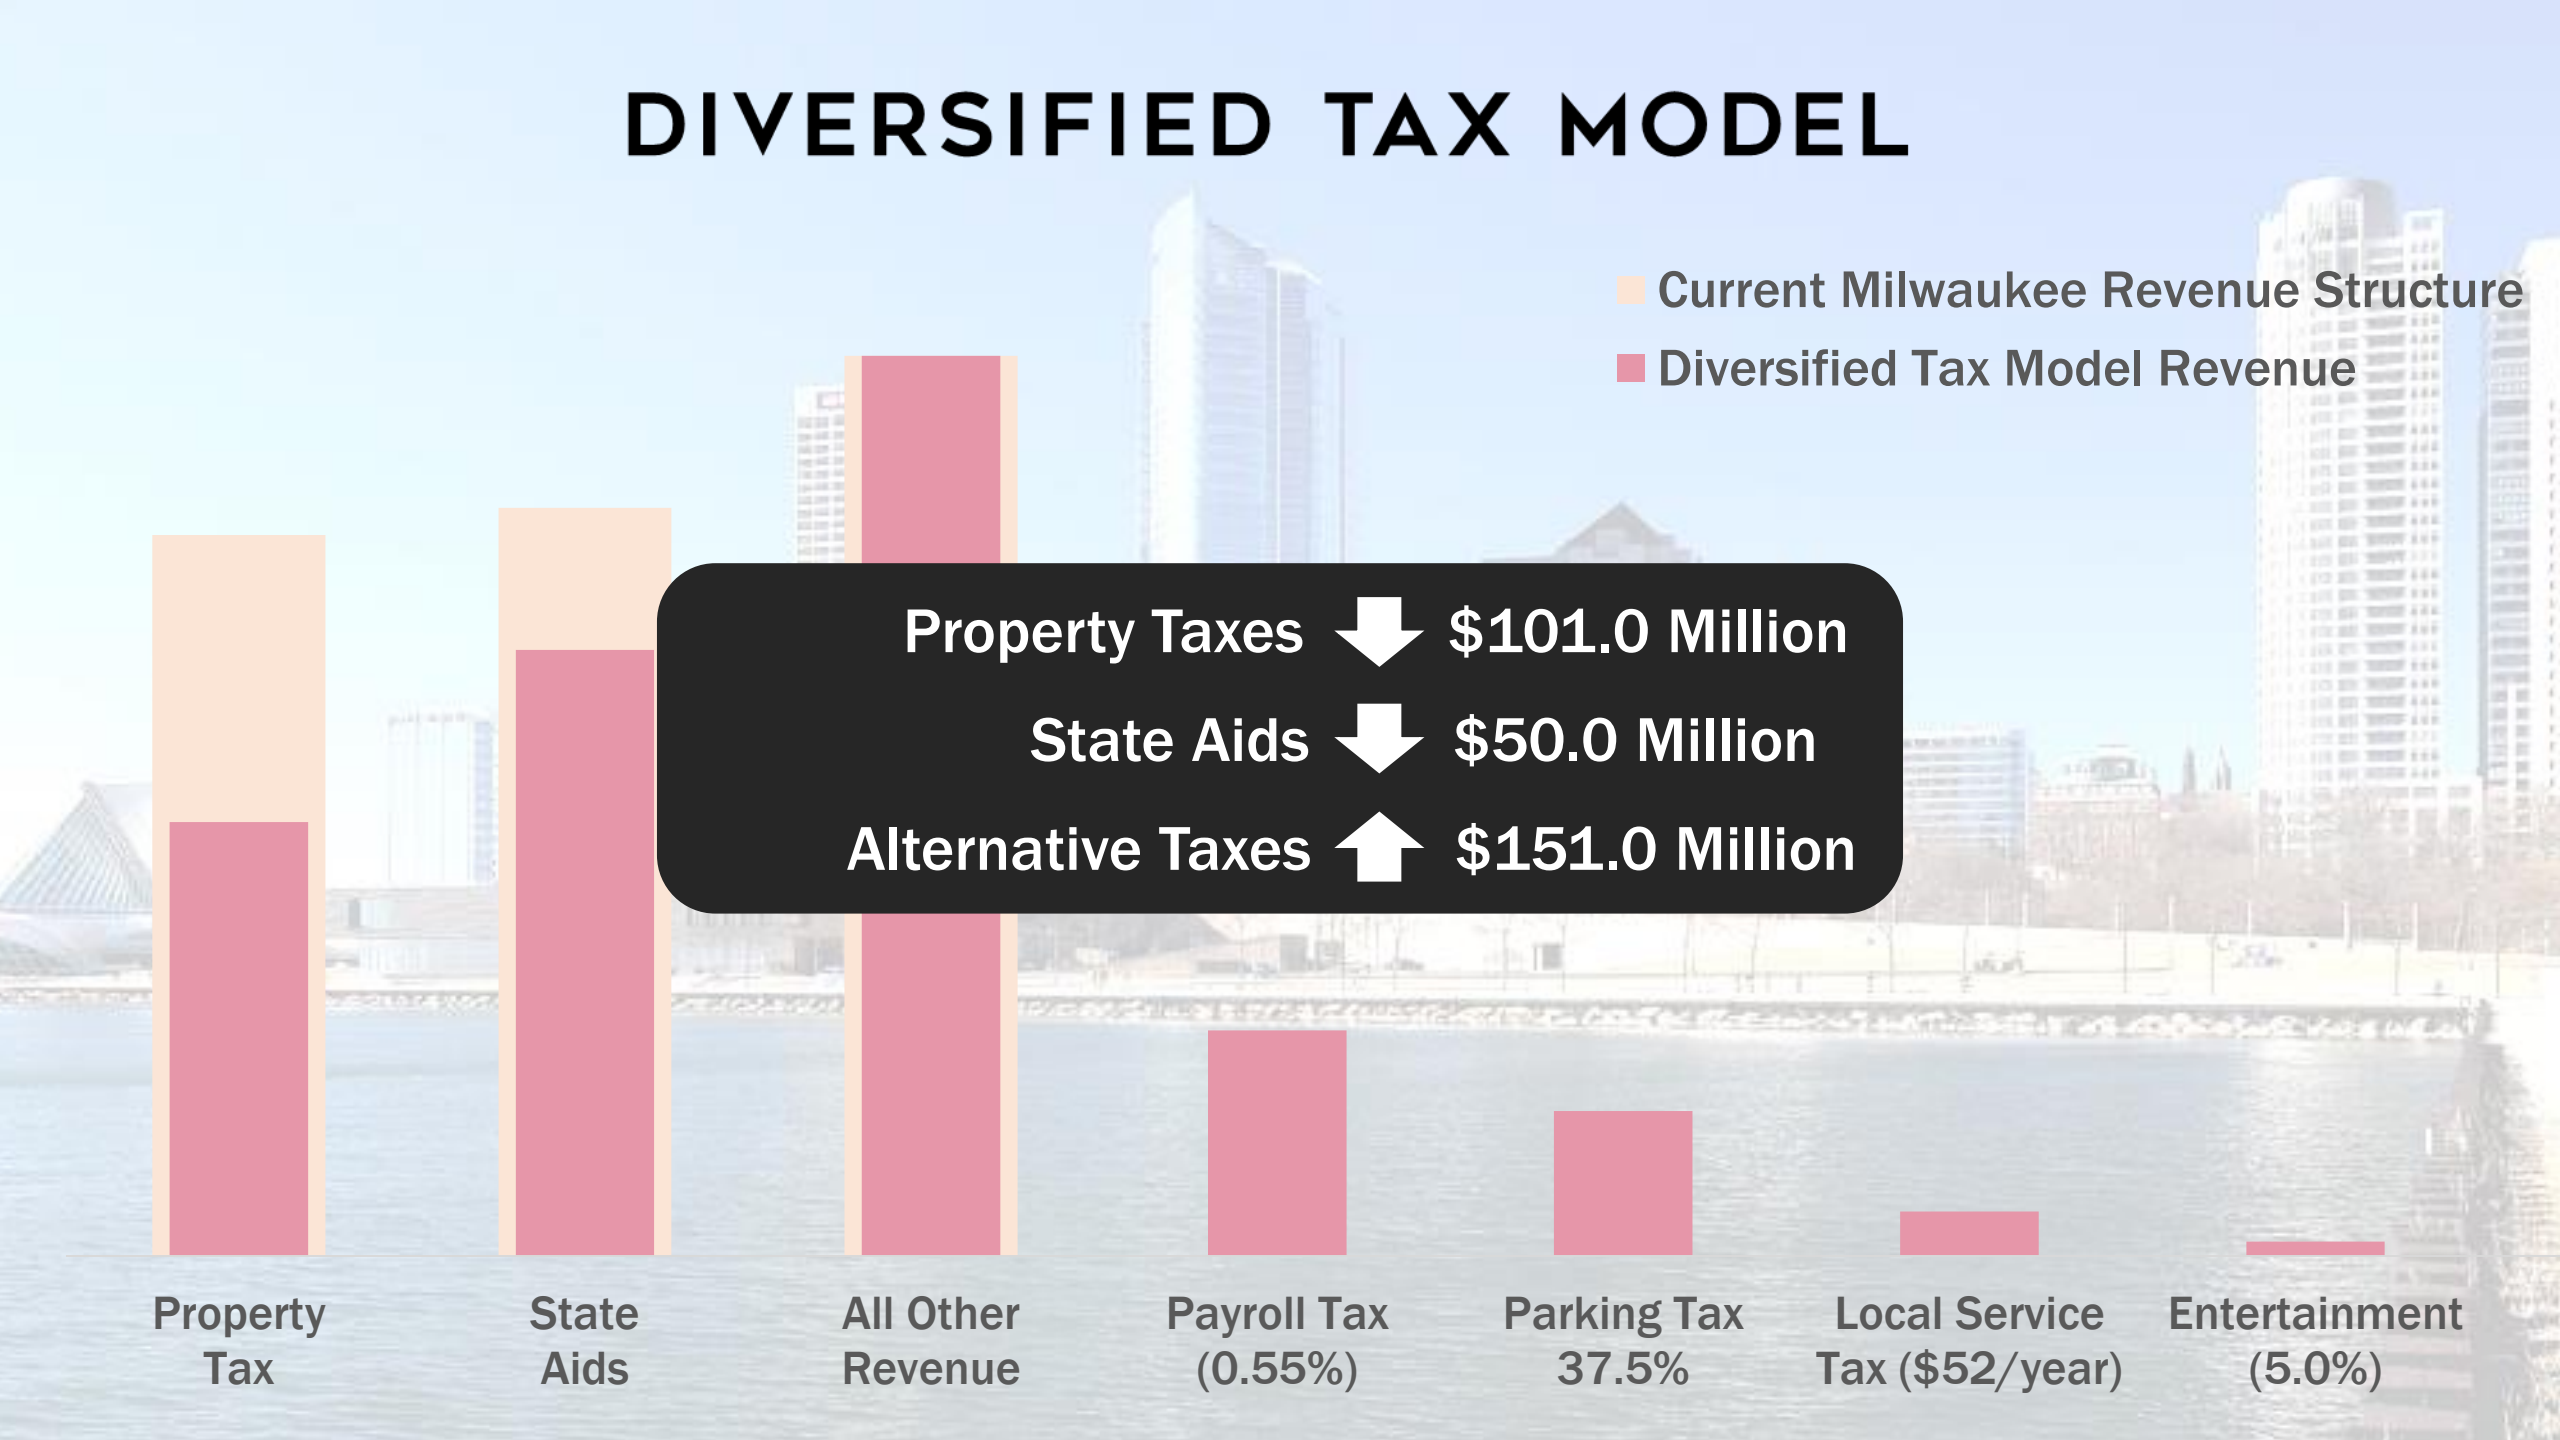 DIVERSIFIED TAX MODEL
Current Milwaukee Revenue Structure
Diversified Tax Model Revenue
Property Taxes $101.0 Million
State Aids $50.0 Million
Alternative Taxes $151.0 Million
Property
Tax
State
Aids
All Other
Revenue
Payroll Tax
(0.55%)
Parking Tax
37.5%
Local Service
Tax ($52/year)
Entertainment
(5.0%)